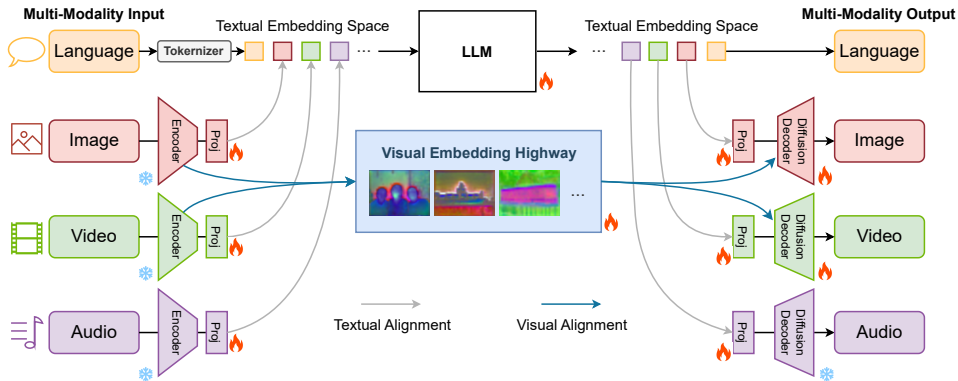 Multi-Modality Input
Textual Embedding Space
Textual Embedding Space
Multi-Modality Output
Language
Tokernizer
...
LLM
...
Language
Image
Encoder
Proj
Visual Embedding Highway
...
Proj
Diffusion
Decoder
Image
Video
Encoder
Proj
Proj
Diffusion
Decoder
Video
Audio
Encoder
Proj
Textual Alignment
Visual Alignment
Proj
Diffusion
Decoder
Audio